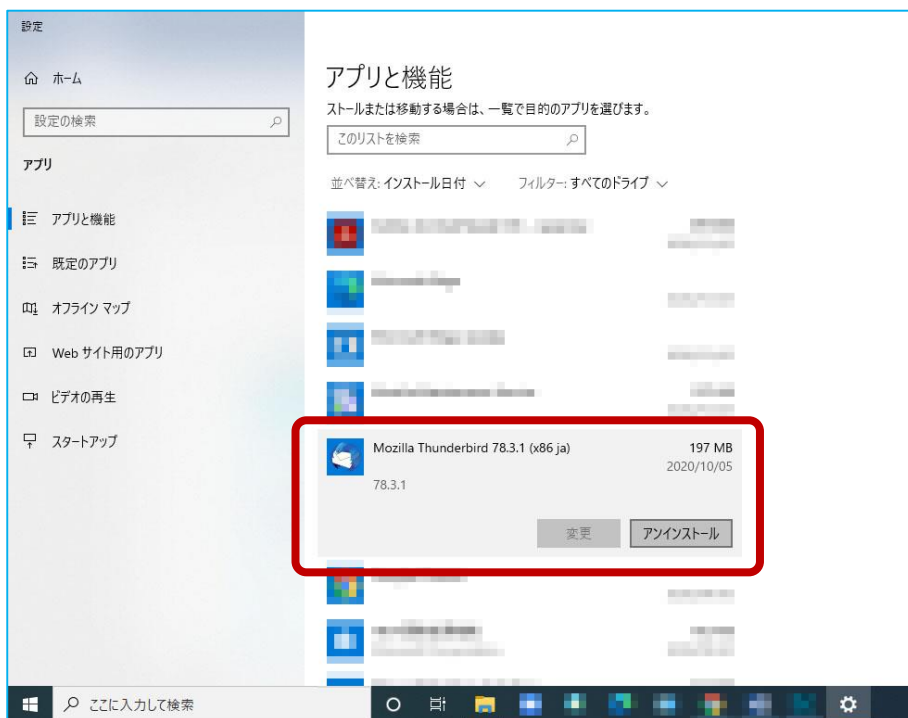 設定
ホーム
設定の検索
アプリ
アプリと機能
既定のアプリ
オフライン マップ
Web サイト用のアプリ
ビデオの再生
スタートアップ
アプリと機能
ストールまたは移動する場合は、一覧で目的のアプリを選びます。
このリストを検索
並べ替え: インストール日付 フィルター: すべてのドライブ
Mozilla Thunderbird 78.3.1 (x86 ja) 197 MB
2020/10/05
78.3.1
変更 アンインストール
ここに入力して検索